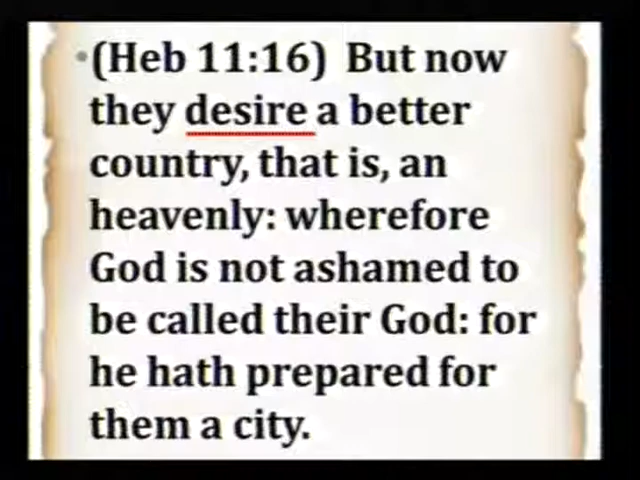 •(Heb 11:16) But now
they desire a better
country, that is, an
heavenly: wherefore
God is not ashamed to
be called their God: for
he hath prepared for
them a city.